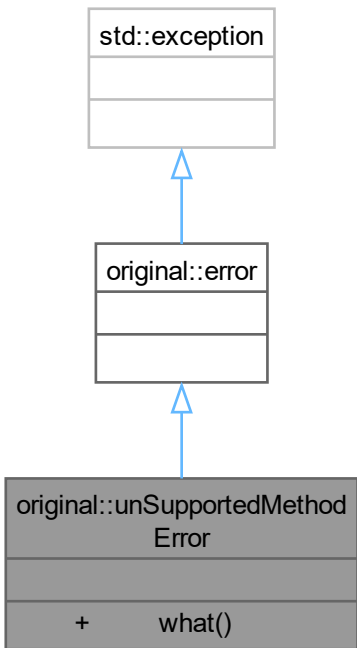 std::exception
original::error
original::unSupportedMethod
Error
+ what()